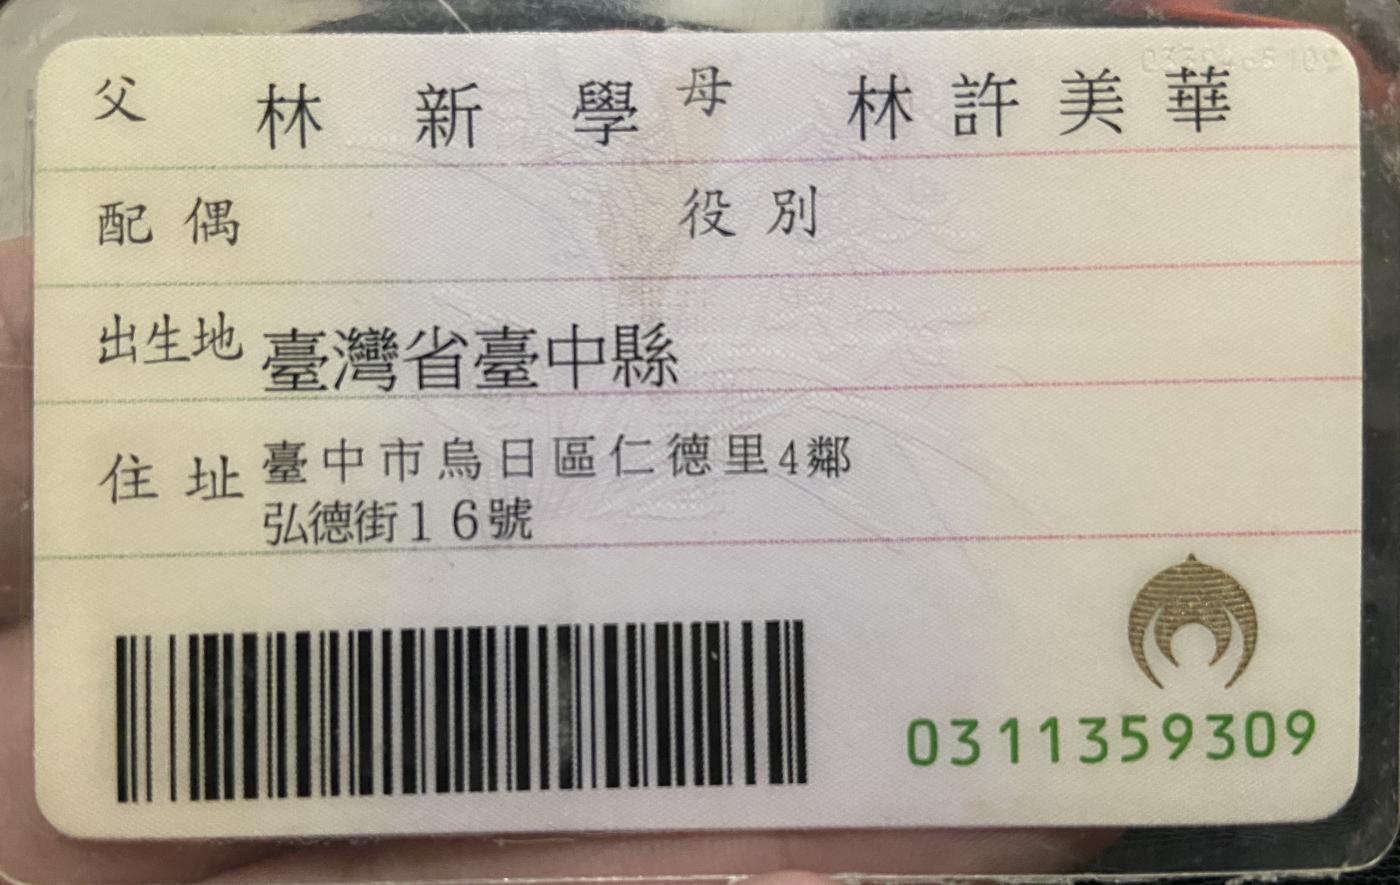 父 林新學 母 林許美華
配偶 役別
出生地 臺灣省臺中縣
住址 臺中市烏日區仁德里4鄰
弘德街16號
0311359309